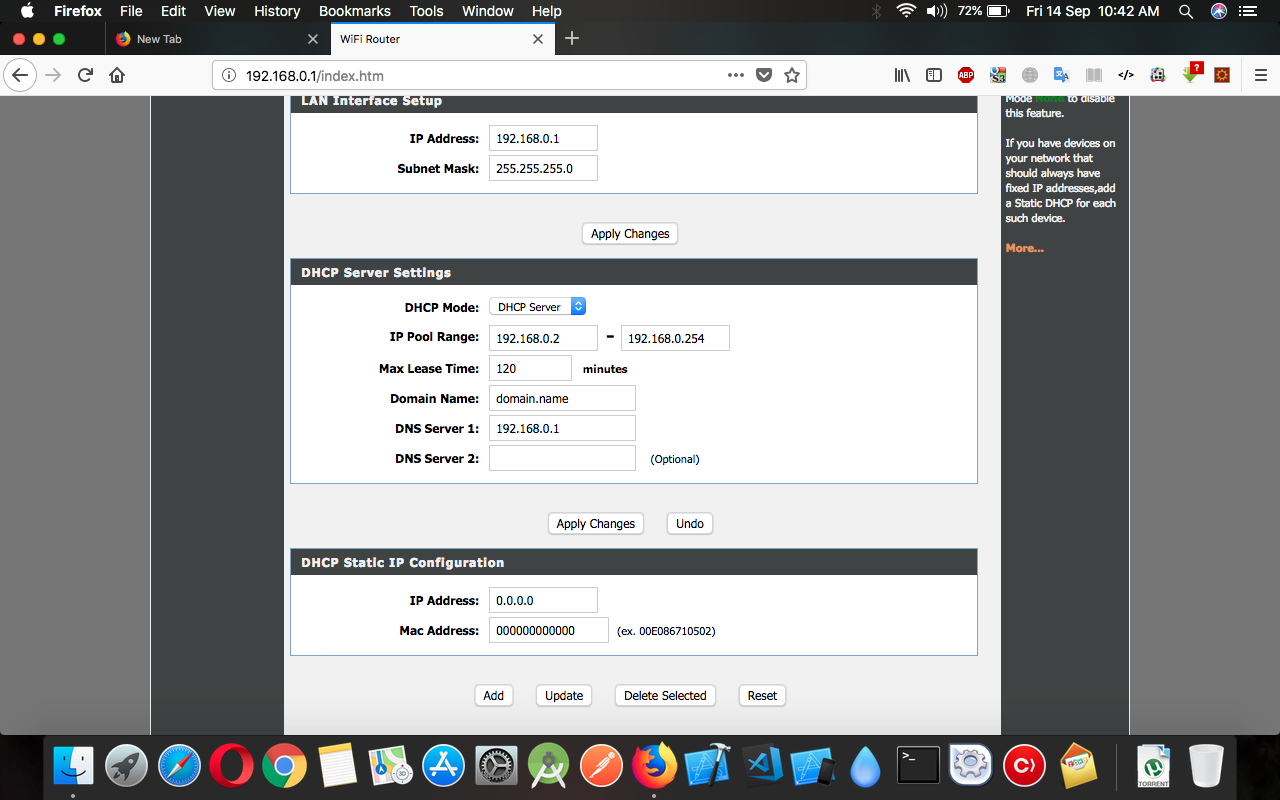 Firefox File Edit View History Bookmarks Tools Window Help 72% Fri 14 Sep 10:42 AM
New Tab WiFi Router
192.168.0.1/index.htm
ABP S3 ?
LAN Interface Setup
IP Address: 192.168.0.1
Subnet Mask: 255.255.255.0
Apply Changes
DHCP Server Settings
DHCP Mode: DHCP Server
IP Pool Range: 192.168.0.2 - 192.168.0.254
Max Lease Time: 120 minutes
Domain Name: domain.name
DNS Server 1: 192.168.0.1
DNS Server 2: (Optional)
Apply Changes Undo
DHCP Static IP Configuration
IP Address: 0.0.0.0
Mac Address: 000000000000 (ex. 00E086710502)
Add Update Delete Selected Reset
Mode None to disable
this feature.
If you have devices on
your network that
should always have
fixed IP addresses,add
a Static DHCP for each
such device.
More...
3D
TORRENT